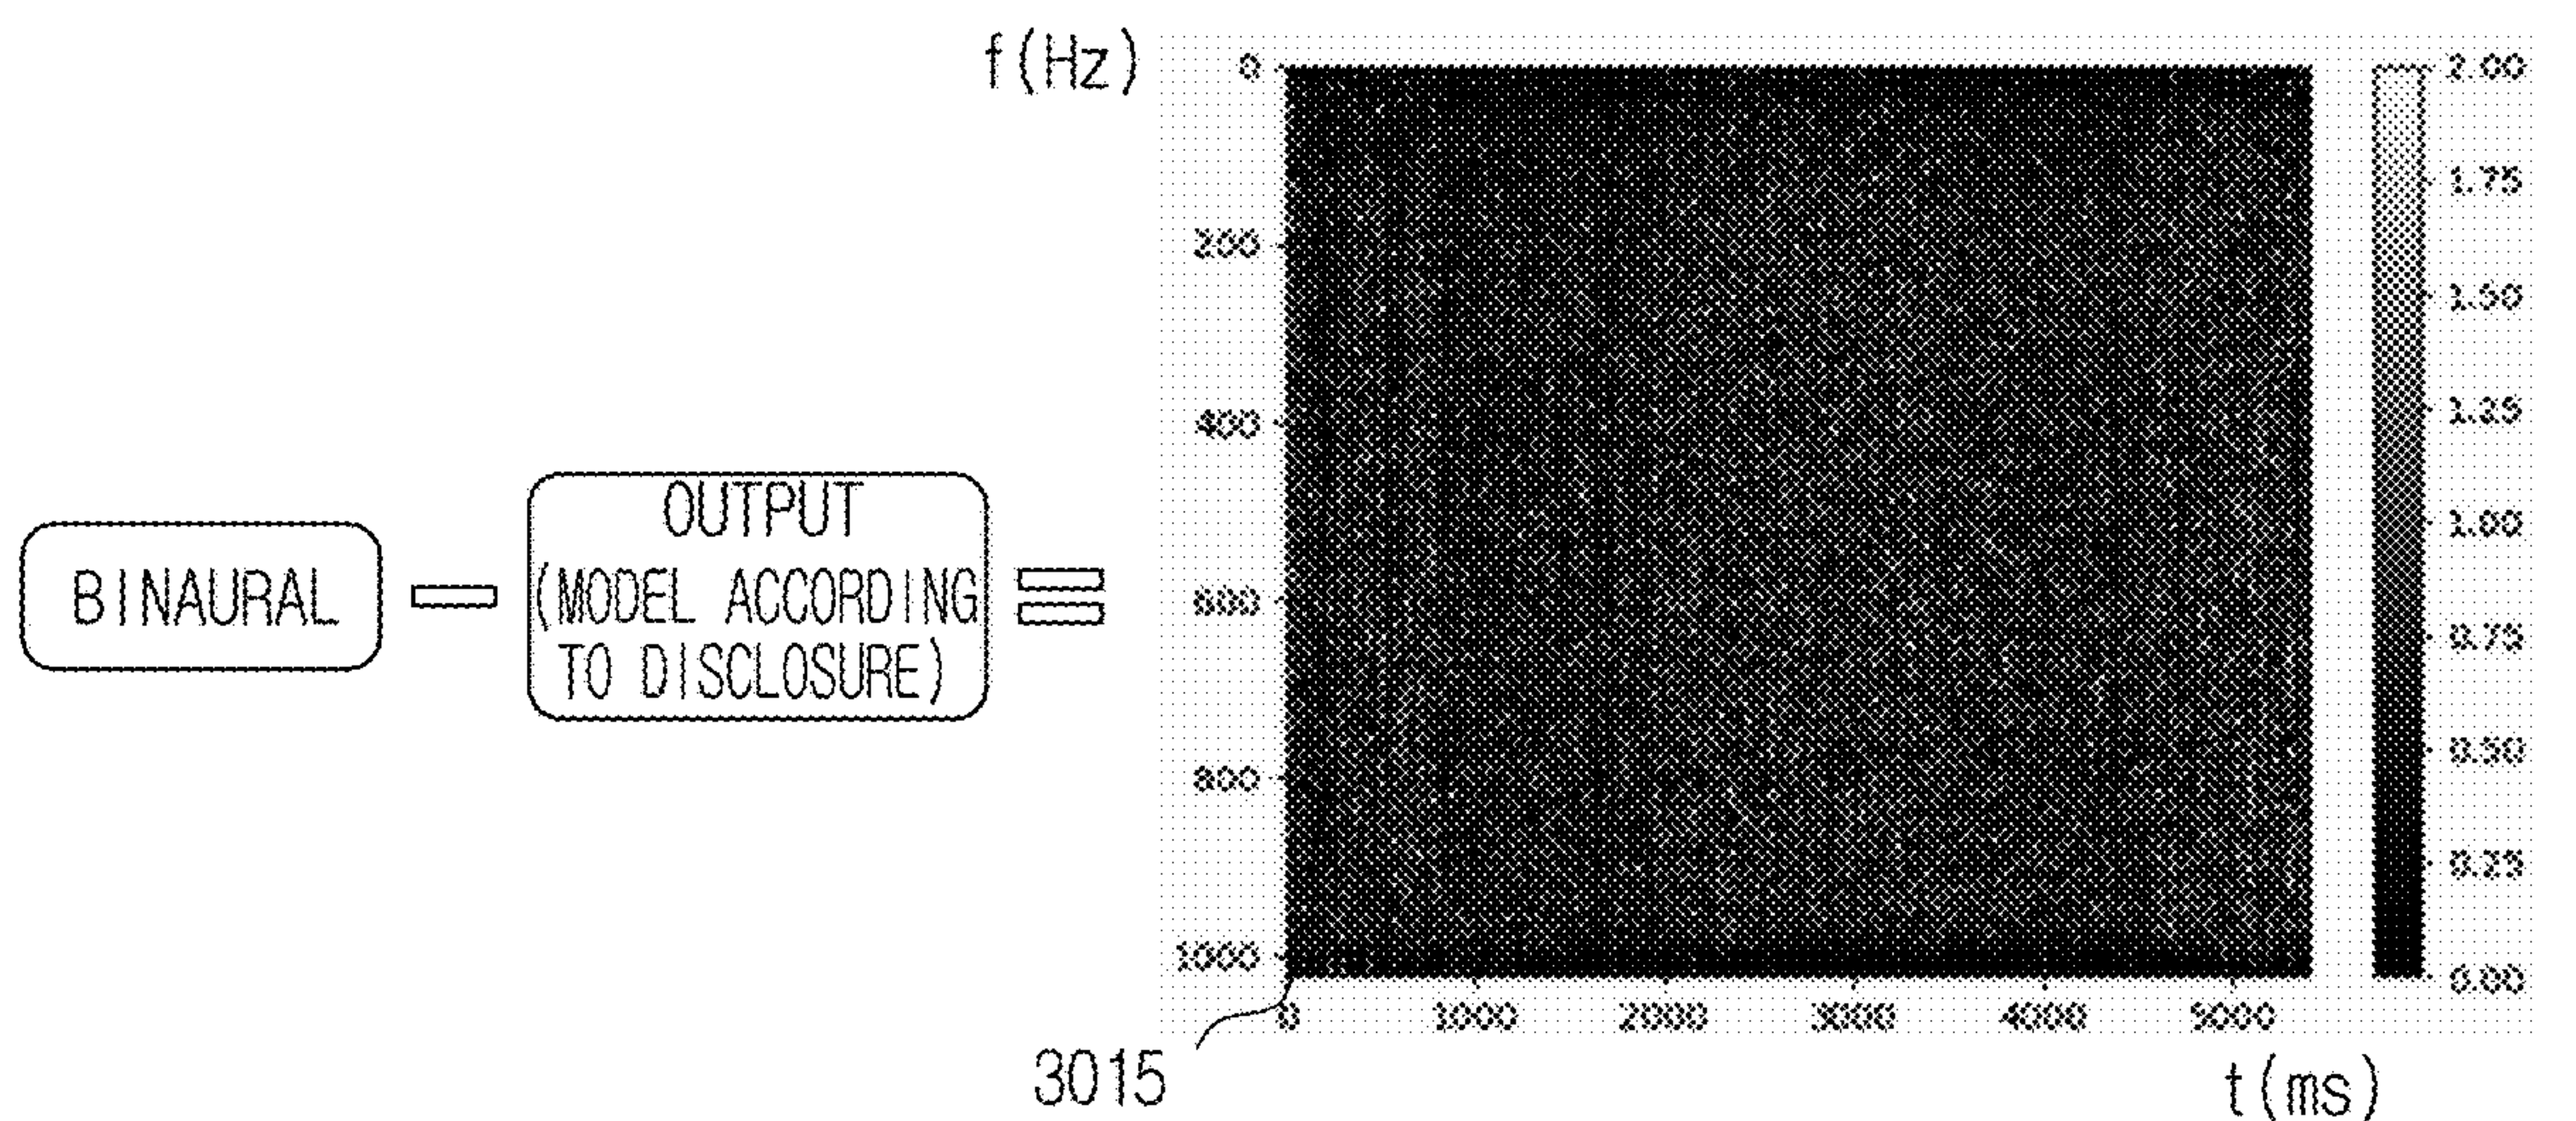 f(Hz)
0
200
400
600
800
1000
0 1000 2000 3000 4000 5000
t(ms)
2.00
1.75
1.50
1.25
1.00
0.75
0.50
0.25
0.00
BINAURAL
OUTPUT
(MODEL ACCORDING
TO DISCLOSURE)
3015